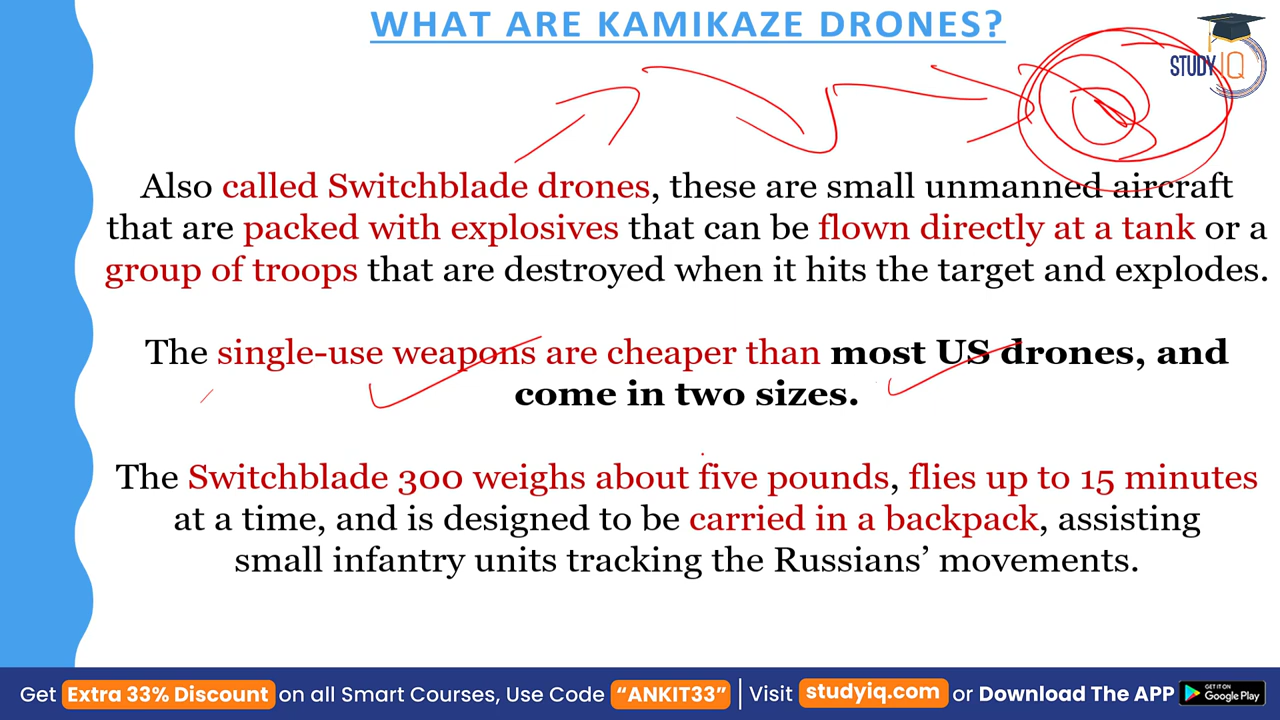 WHAT ARE KAMIKAZE DRONES?
STUDY IQ
Also called Switchblade drones, these are small unmanned aircraft
that are packed with explosives that can be flown directly at a tank or a
group of troops that are destroyed when it hits the target and explodes.
The single-use weapons are cheaper than most US drones, and
come in two sizes.
The Switchblade 300 weighs about five pounds, flies up to 15 minutes
at a time, and is designed to be carried in a backpack, assisting
small infantry units tracking the Russians’ movements.
Get Extra 33% Discount on all Smart Courses, Use Code “ANKIT33” | Visit studyiq.com or Download The APP GET IT ON Google Play